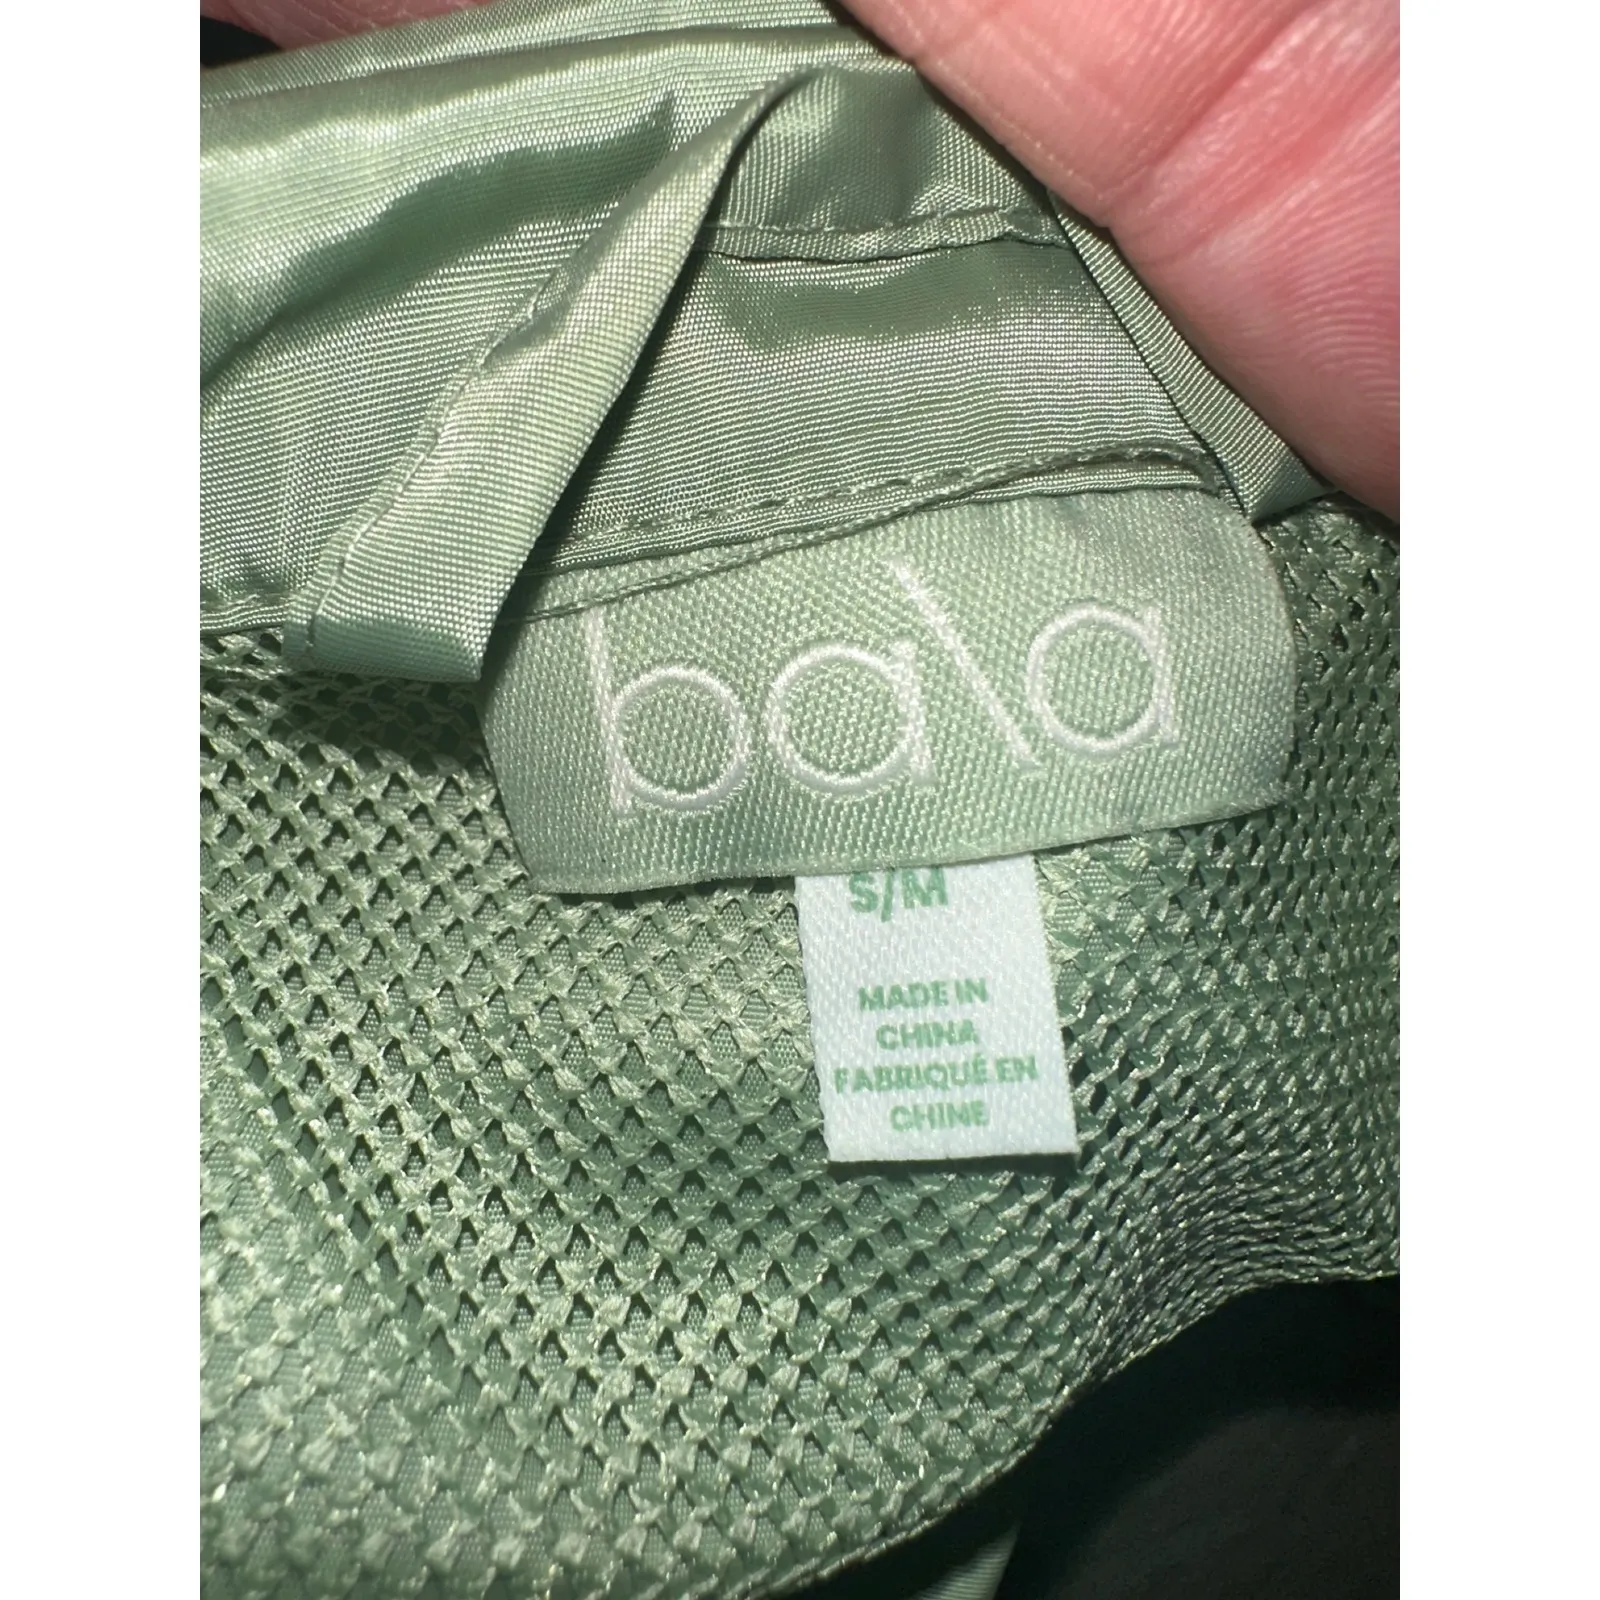 bala
S/M
MADE IN
CHINA
FABRIQUÉ EN
CHINE